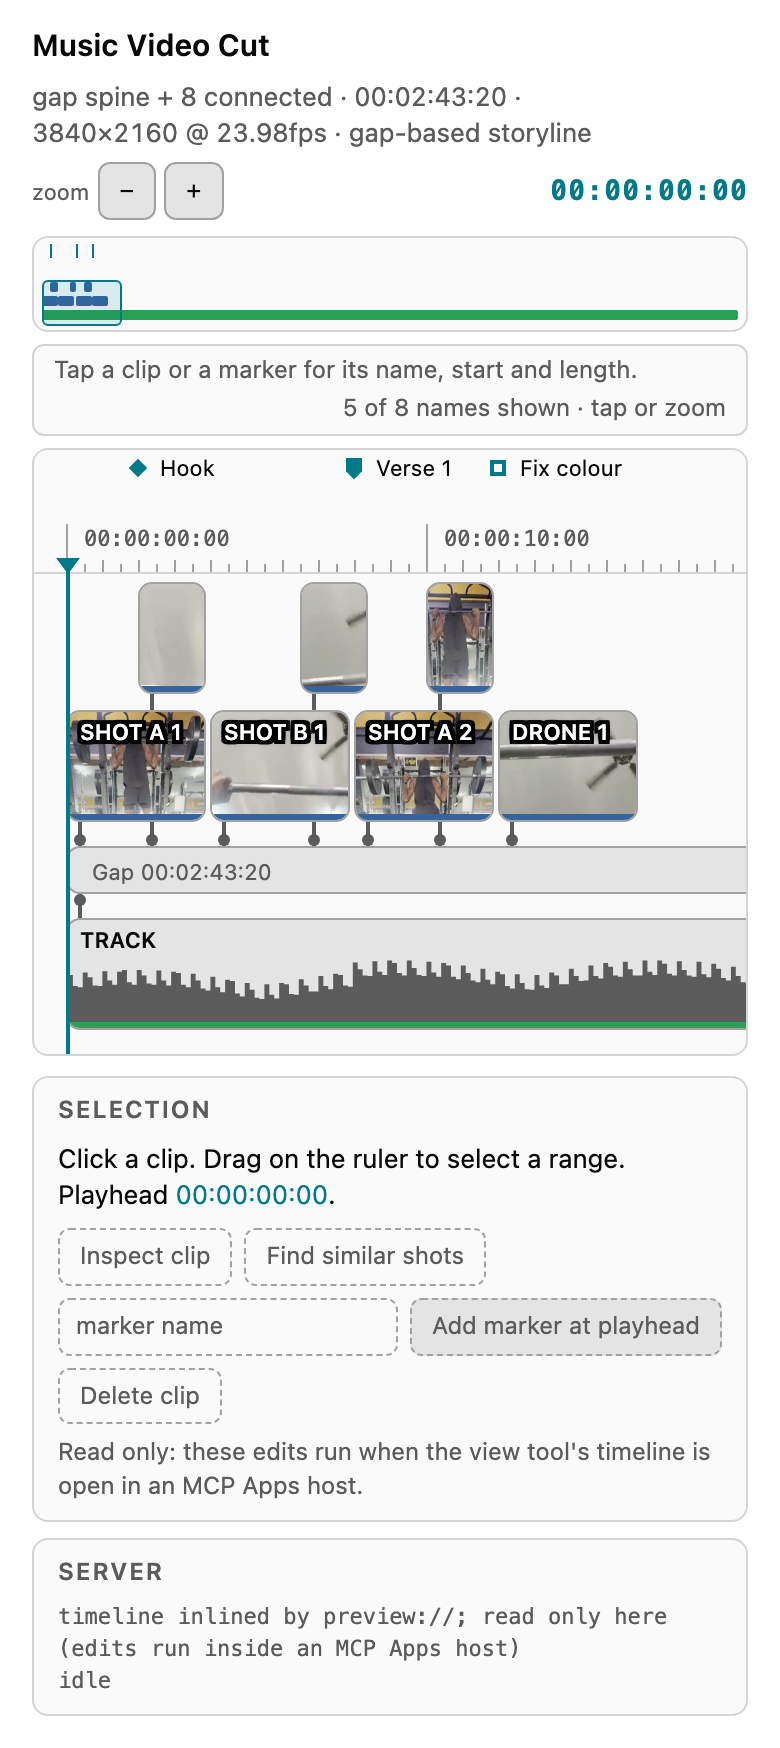 Music Video Cut
gap spine + 8 connected · 00:02:43:20 ·
3840×2160 @ 23.98fps · gap-based storyline
zoom − + 00:00:00:00
Tap a clip or a marker for its name, start and length.
5 of 8 names shown · tap or zoom
Hook Verse 1 Fix colour
00:00:00:00 00:00:10:00
SHOT A 1 SHOT B 1 SHOT A 2 DRONE 1
Gap 00:02:43:20
TRACK
SELECTION
Click a clip. Drag on the ruler to select a range.
Playhead 00:00:00:00.
Inspect clip Find similar shots
marker name Add marker at playhead
Delete clip
Read only: these edits run when the view tool's timeline is
open in an MCP Apps host.
SERVER
timeline inlined by preview://; read only here
(edits run inside an MCP Apps host)
idle